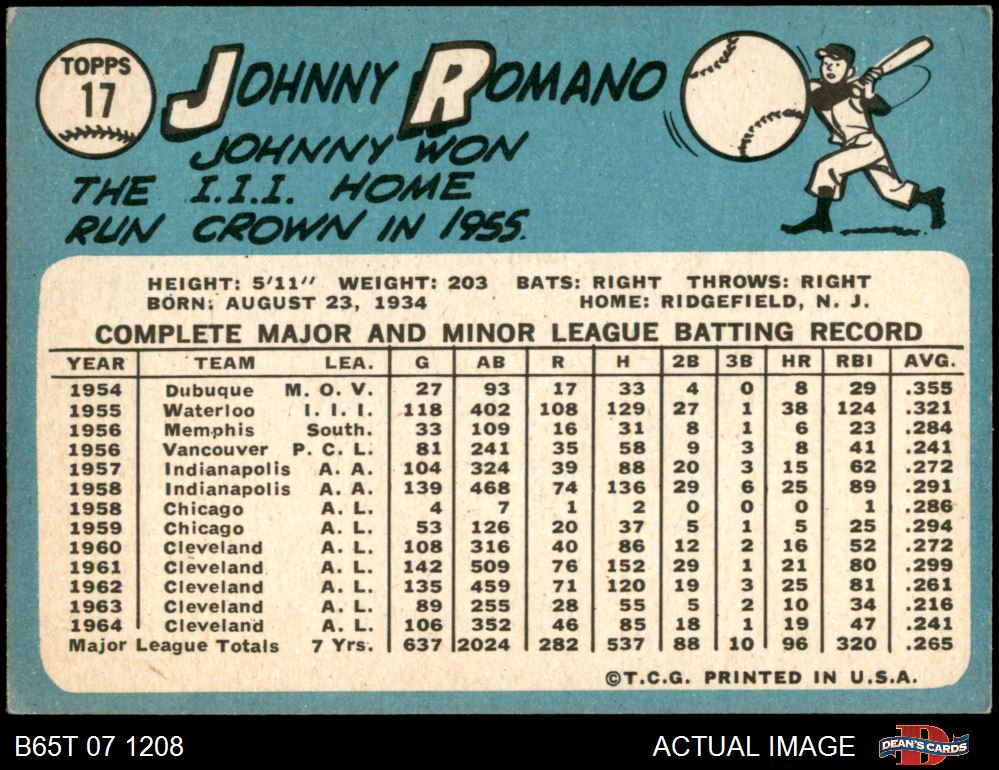 TOPPS
17
JOHNNY ROMANO
JOHNNY WON
THE I.I.I. HOME
RUN CROWN IN 1955.
HEIGHT: 5'11" WEIGHT: 203 BATS: RIGHT THROWS: RIGHT
BORN: AUGUST 23, 1934 HOME: RIDGEFIELD, N. J.
COMPLETE MAJOR AND MINOR LEAGUE BATTING RECORD
YEAR TEAM LEA. G AB R H 2B 3B HR RBI AVG.
1954 Dubuque M. O. V. 27 93 17 33 4 0 8 29 .355
1955 Waterloo I. I. I. 118 402 108 129 27 1 38 124 .321
1956 Memphis South. 33 109 16 31 8 1 6 23 .284
1956 Vancouver P. C. L. 81 241 35 58 9 3 8 41 .241
1957 Indianapolis A. A. 104 324 39 88 20 3 15 62 .272
1958 Indianapolis A. A. 139 468 74 136 29 6 25 89 .291
1958 Chicago A. L. 4 7 1 2 0 0 0 1 .286
1959 Chicago A. L. 53 126 20 37 5 1 5 25 .294
1960 Cleveland A. L. 108 316 40 86 12 2 16 52 .272
1961 Cleveland A. L. 142 509 76 152 29 1 21 80 .299
1962 Cleveland A. L. 135 459 71 120 19 3 25 81 .261
1963 Cleveland A. L. 89 255 28 55 5 2 10 34 .216
1964 Cleveland A. L. 106 352 46 85 18 1 19 47 .241
Major League Totals 7 Yrs. 637 2024 282 537 88 10 96 320 .265
©T.C.G. PRINTED IN U.S.A.
B65T 07 1208 ACTUAL IMAGE DEAN'S CARDS